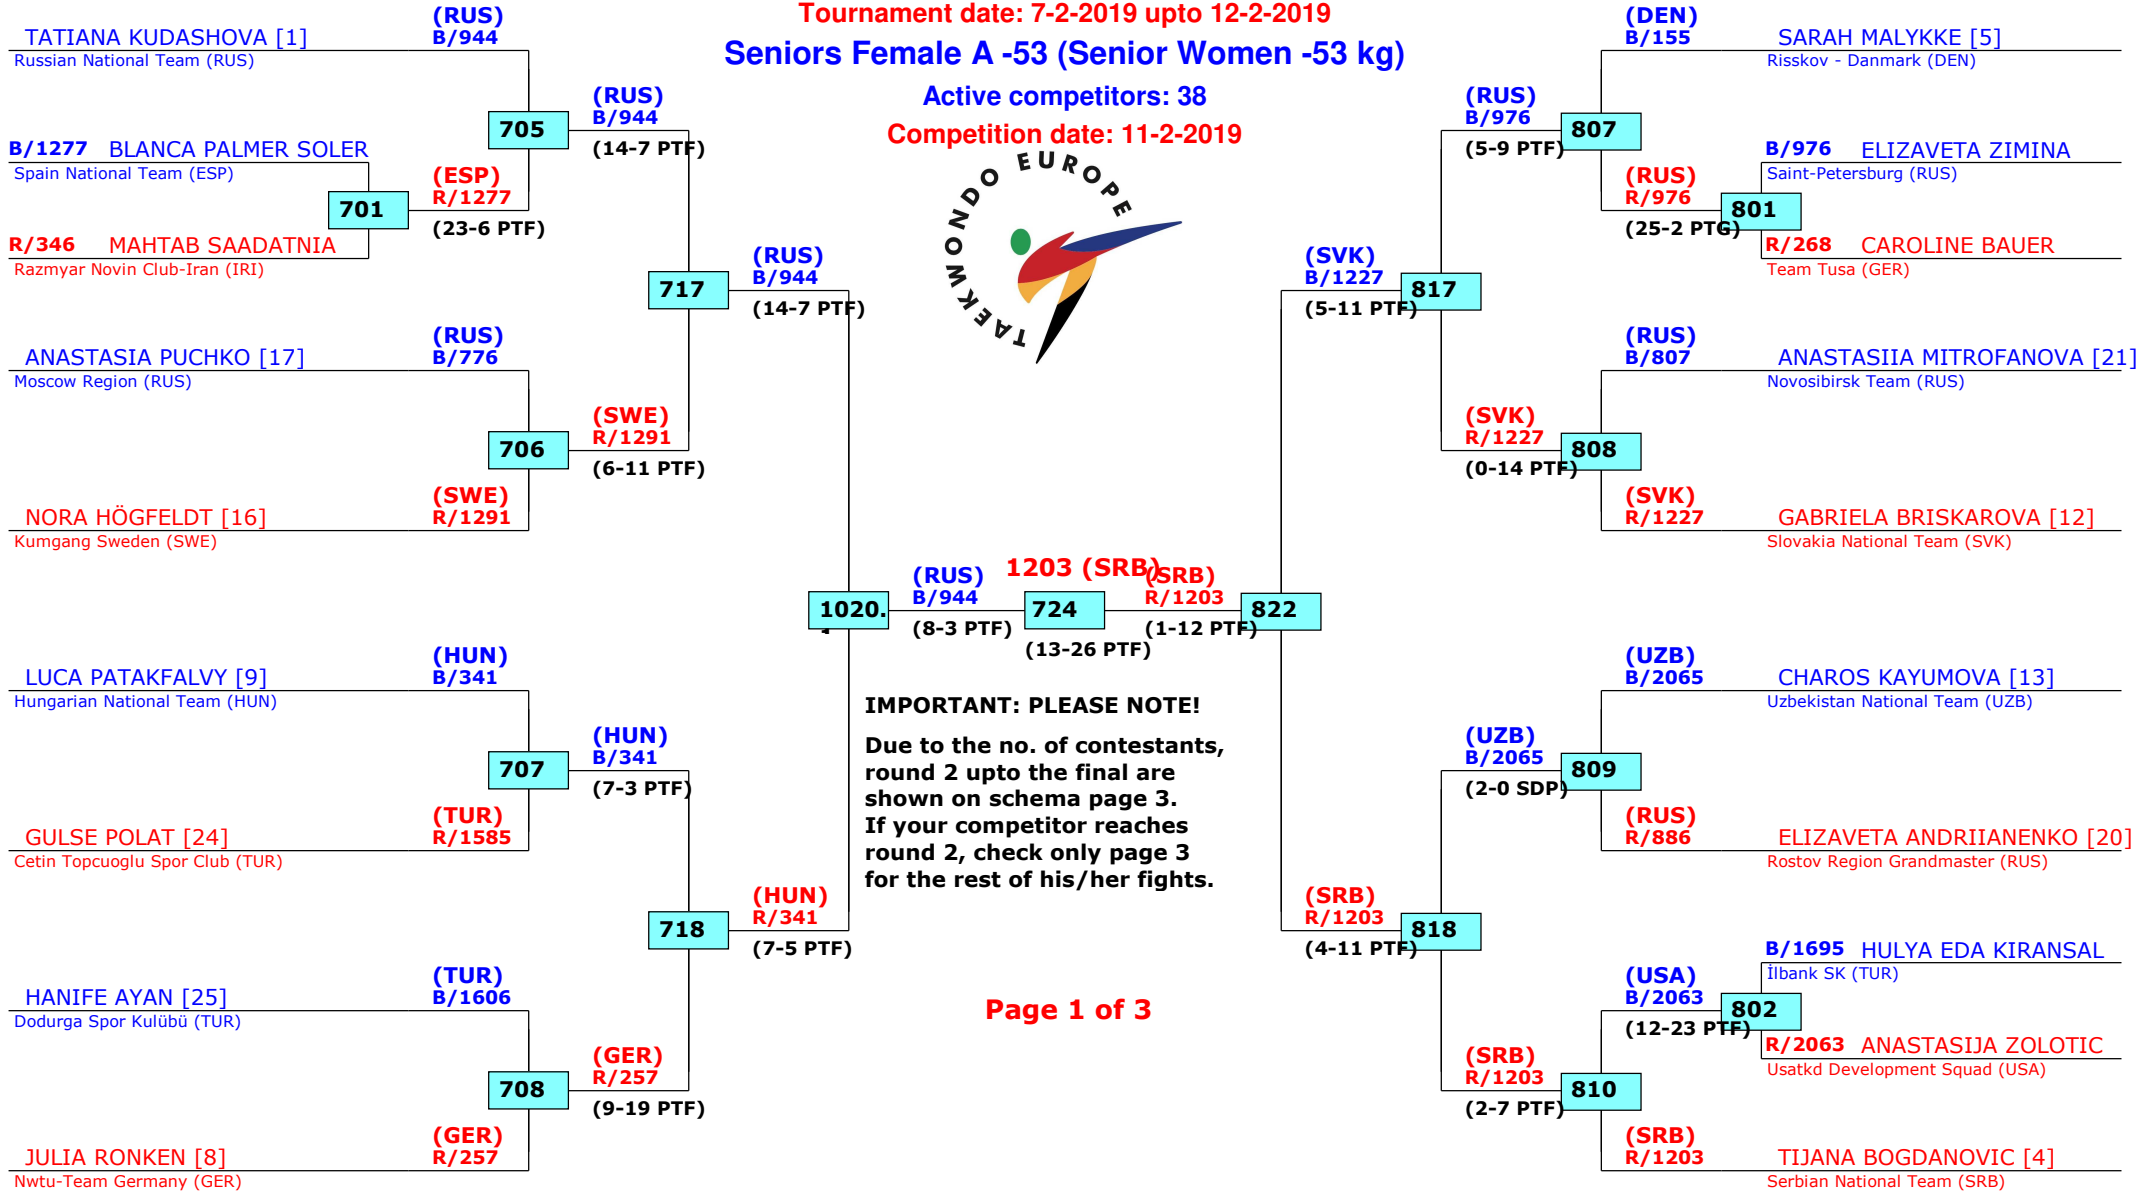 Tournament date: 7-2-2019 upto 12-2-2019
Seniors Female A -53 (Senior Women -53 kg)
Active competitors: 38
Competition date: 11-2-2019
TAEKWONDO EUROPE
TATIANA KUDASHOVA [1]
Russian National Team (RUS)
(RUS)
B/944
B/1277 BLANCA PALMER SOLER
Spain National Team (ESP)
701
R/346 MAHTAB SAADATNIA
Razmyar Novin Club-Iran (IRI)
(ESP)
R/1277
(23-6 PTF)
705
(RUS)
B/944
(14-7 PTF)
ANASTASIA PUCHKO [17]
Moscow Region (RUS)
(RUS)
B/776
706
NORA HÖGFELDT [16]
Kumgang Sweden (SWE)
(SWE)
R/1291
(SWE)
R/1291
(6-11 PTF)
717
(RUS)
B/944
(14-7 PTF)
LUCA PATAKFALVY [9]
Hungarian National Team (HUN)
(HUN)
B/341
707
GULSE POLAT [24]
Cetin Topcuoglu Spor Club (TUR)
(TUR)
R/1585
(HUN)
B/341
(7-3 PTF)
HANIFE AYAN [25]
Dodurga Spor Kulübü (TUR)
(TUR)
B/1606
708
JULIA RONKEN [8]
Nwtu-Team Germany (GER)
(GER)
R/257
(GER)
R/257
(9-19 PTF)
718
(HUN)
R/341
(7-5 PTF)
1020.
(RUS)
B/944
(8-3 PTF)
1203 (SRB)
724
(13-26 PTF)
(SRB)
R/1203
(1-12 PTF)
822
IMPORTANT: PLEASE NOTE!
Due to the no. of contestants,
round 2 upto the final are
shown on schema page 3.
If your competitor reaches
round 2, check only page 3
for the rest of his/her fights.
Page 1 of 3
(DEN)
B/155
SARAH MALYKKE [5]
Risskov - Danmark (DEN)
(RUS)
B/976
(5-9 PTF)
807
B/976 ELIZAVETA ZIMINA
Saint-Petersburg (RUS)
(RUS)
R/976
(25-2 PTG)
801
R/268 CAROLINE BAUER
Team Tusa (GER)
(SVK)
B/1227
(5-11 PTF)
817
(RUS)
B/807
ANASTASIIA MITROFANOVA [21]
Novosibirsk Team (RUS)
(SVK)
R/1227
(0-14 PTF)
808
(SVK)
R/1227
GABRIELA BRISKAROVA [12]
Slovakia National Team (SVK)
(UZB)
B/2065
CHAROS KAYUMOVA [13]
Uzbekistan National Team (UZB)
(UZB)
B/2065
(2-0 SDP)
809
(RUS)
R/886
ELIZAVETA ANDRIIANENKO [20]
Rostov Region Grandmaster (RUS)
(SRB)
R/1203
(4-11 PTF)
818
B/1695 HULYA EDA KIRANSAL
İlbank SK (TUR)
(USA)
B/2063
(12-23 PTF)
802
R/2063 ANASTASIJA ZOLOTIC
Usatkd Development Squad (USA)
(SRB)
R/1203
(2-7 PTF)
810
(SRB)
R/1203
TIJANA BOGDANOVIC [4]
Serbian National Team (SRB)